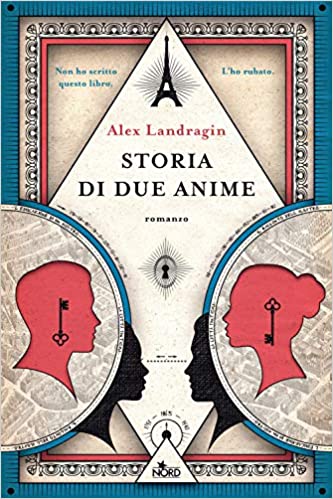 Non ho scritto
questo libro.
L'ho rubato.
Alex Landragin
STORIA
DI DUE ANIME
romanzo
NORD